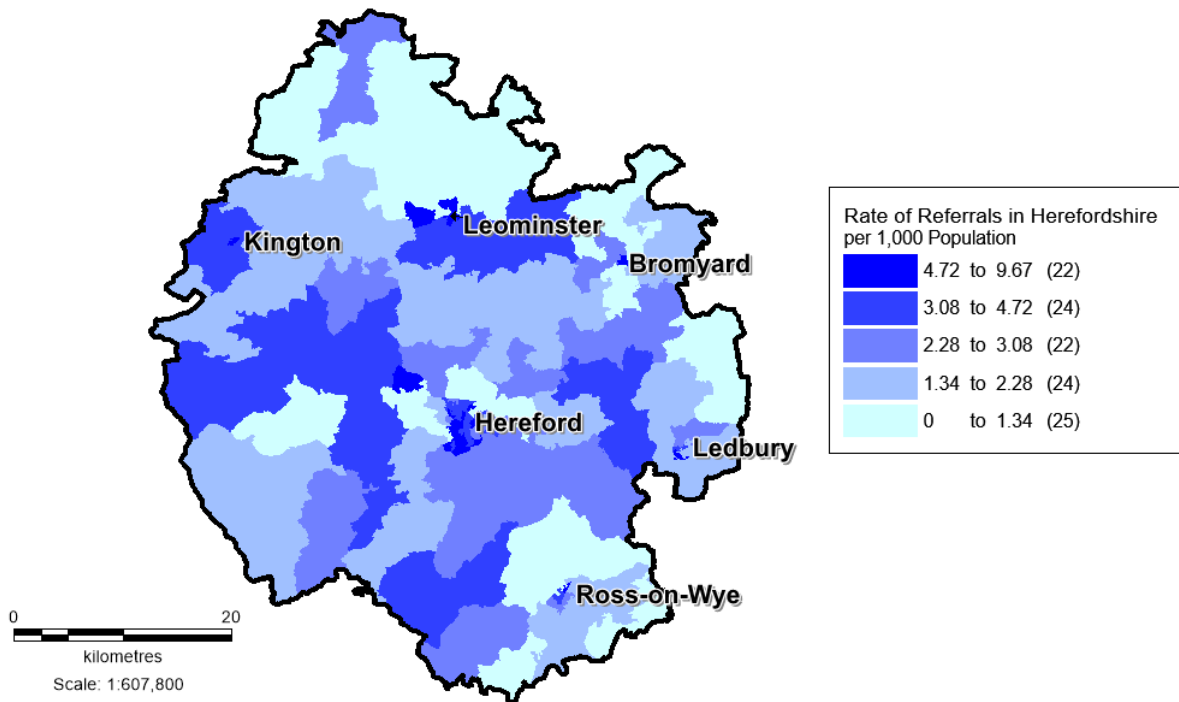 Leominster
Kington
Bromyard
Hereford
Ledbury
Ross-on-Wye
Rate of Referrals in Herefordshire
per 1,000 Population
4.72 to 9.67 (22)
3.08 to 4.72 (24)
2.28 to 3.08 (22)
1.34 to 2.28 (24)
0 to 1.34 (25)
0 20
kilometres
Scale: 1:607,800